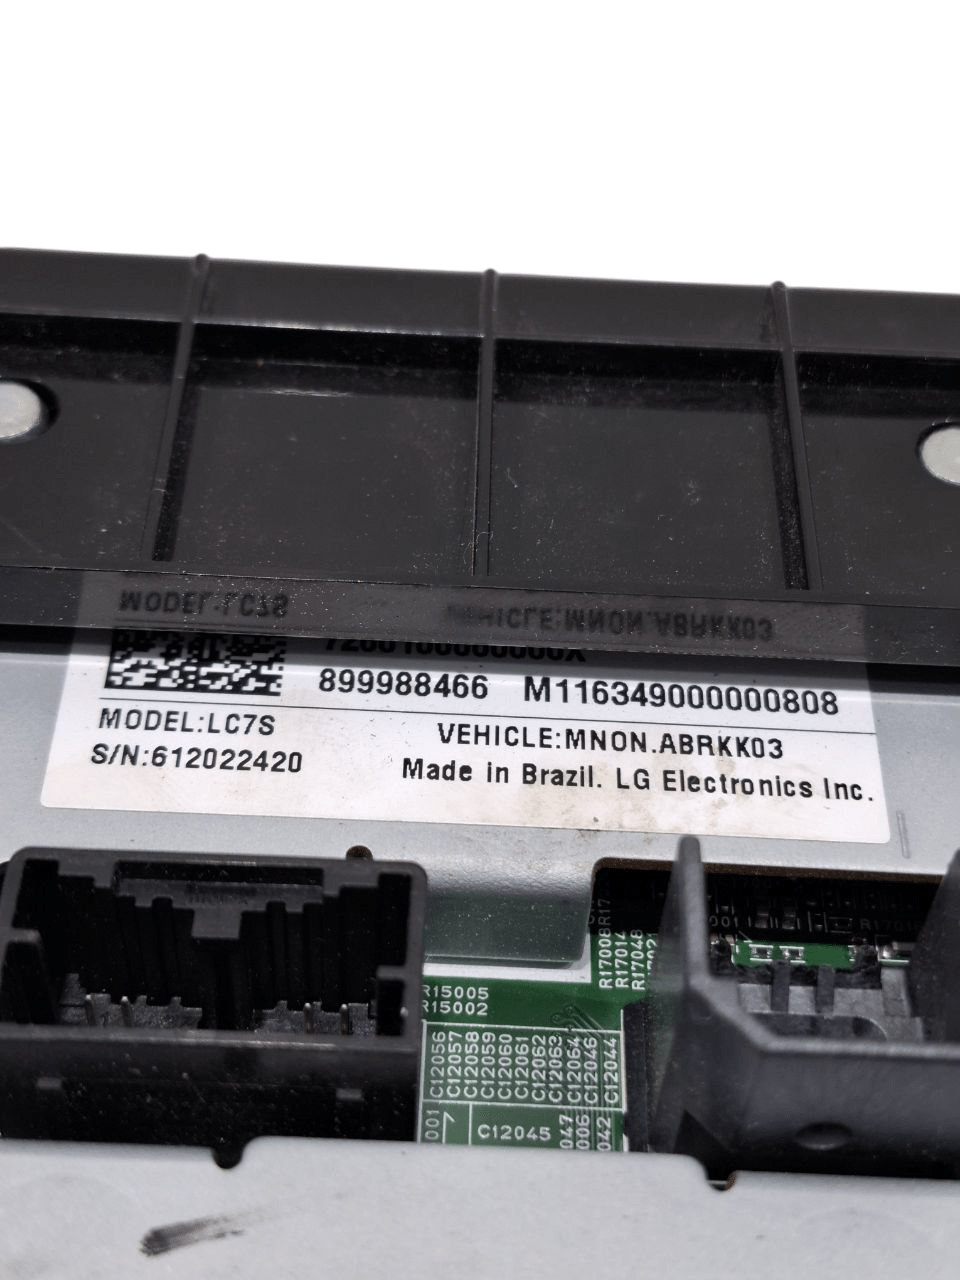 899988466 M116349000000808
MODEL:LC7S
VEHICLE:MNON.ABRKK03
S/N:612022420
Made in Brazil. LG Electronics Inc.
R17008
R17
R17014
R17048
R15005
R15002
C12056
C12057
C12058
C12059
C12060
C12061
C12062
C12063
C12064
C12046
C12044
C12045